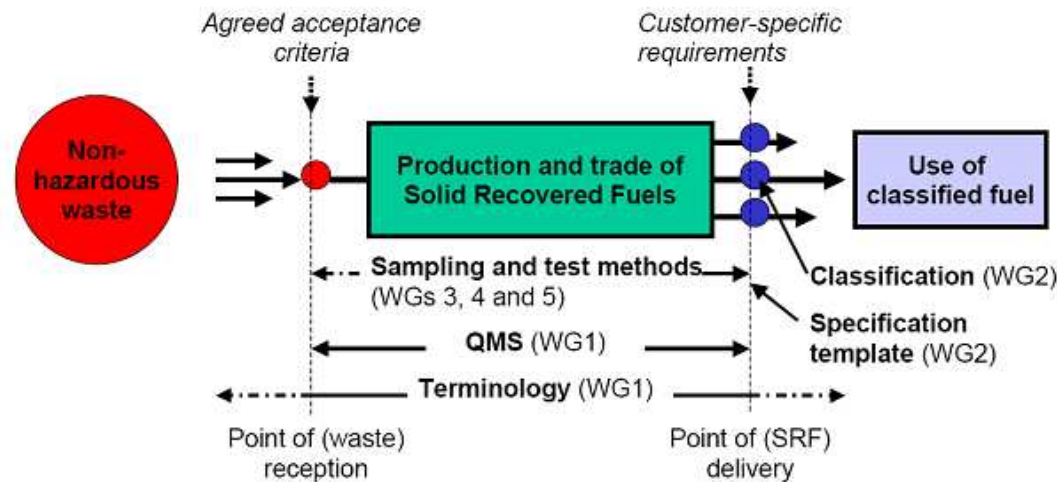 Agreed acceptance
criteria
Customer-specific
requirements
Non-
hazardous
waste
Production and trade of
Solid Recovered Fuels
Use of
classified fuel
Sampling and test methods
(WGs 3, 4 and 5)
Classification (WG2)
QMS (WG1)
Specification
template (WG2)
Terminology (WG1)
Point of (waste)
reception
Point of (SRF)
delivery